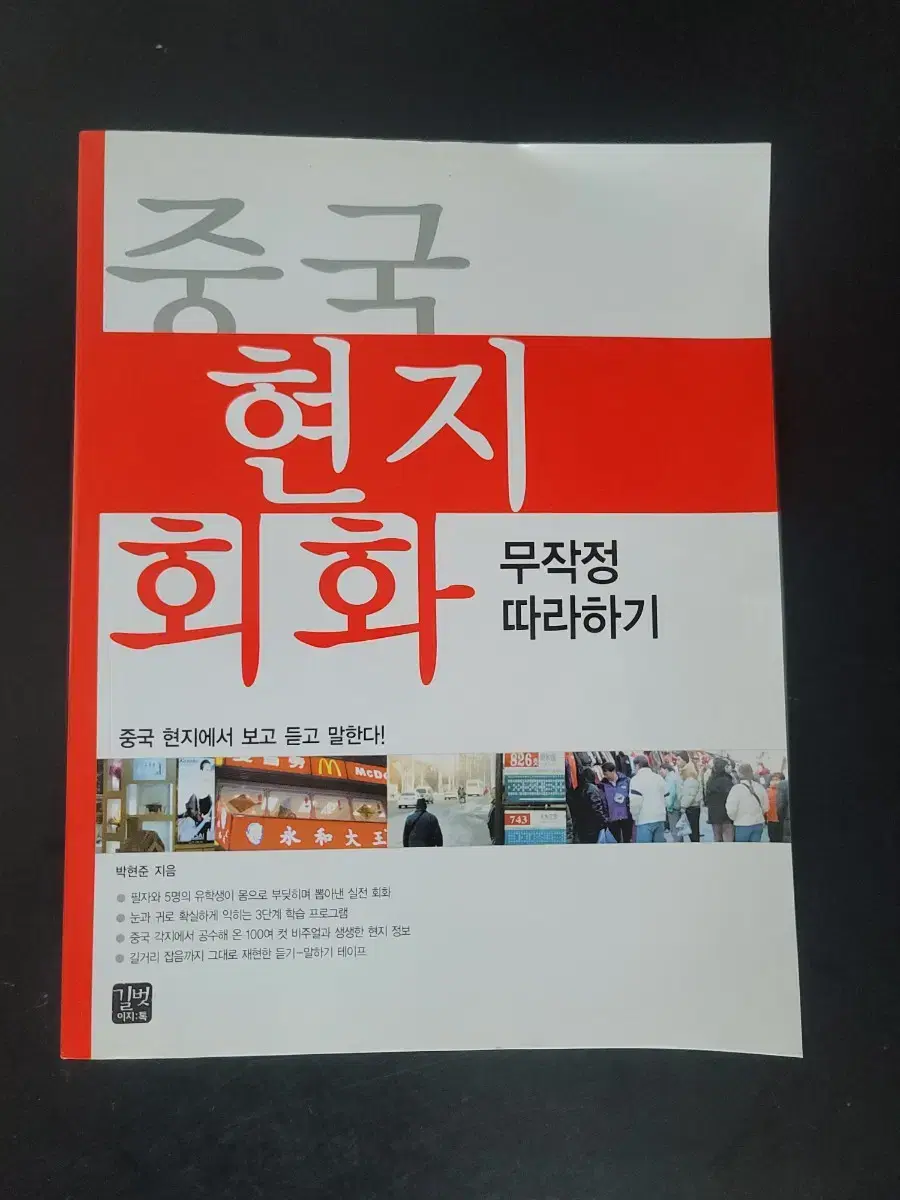 중국
현지
회화
무작정
따라하기
중국 현지에서 보고 듣고 말한다!
McDo
永和大王
826
743
박현준 지음
필자와 5명의 유학생이 몸으로 부딪히며 뽑아낸 실전 회화
눈과 귀로 확실하게 익히는 3단계 학습 프로그램
중국 각지에서 공수해 온 100여 컷 비주얼과 생생한 현지 정보
길거리 잡음까지 그대로 재현한 듣기-말하기 테이프
길벗
이지:톡